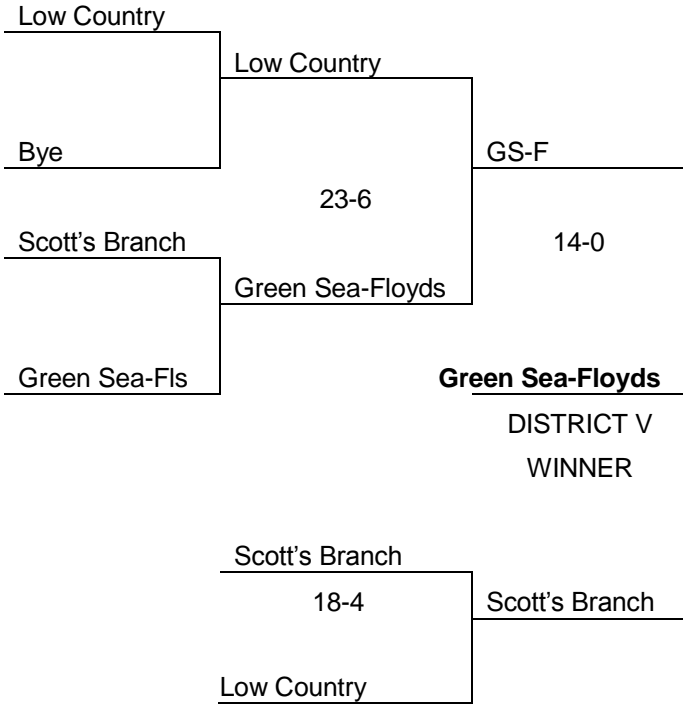 Low Country
Low Country
Bye
GS-F
23-6
Scott's Branch
14-0
Green Sea-Floyds
Green Sea-Fls
Green Sea-Floyds
DISTRICT V
WINNER
Scott's Branch
18-4
Scott's Branch
Low Country